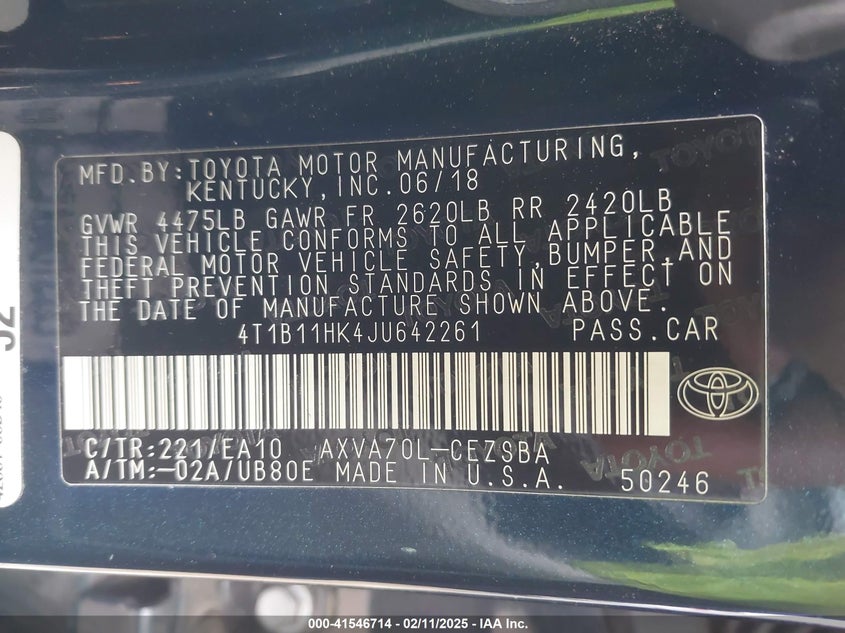 MFD.BY:TOYOTA MOTOR MANUFACTURING,
KENTUCKY,INC.06/18
GVWR 4475LB GAWR FR 2620LB RR 2420LB
THIS VEHICLE CONFORMS TO ALL APPLICABLE
FEDERAL MOTOR VEHICLE SAFETY,BUMPER,AND
THEFT PREVENTION STANDARDS IN EFFECT ON
THE DATE OF MANUFACTURE SHOWN ABOVE.
4T1B11HK4JU642261 PASS.CAR
C/TR:221/EA10 AXVA70L-CEZSBA
A/TM:-02A/UB80E MADE IN U.S.A. 50246
000-41546714 - 02/11/2025 - IAA Inc.